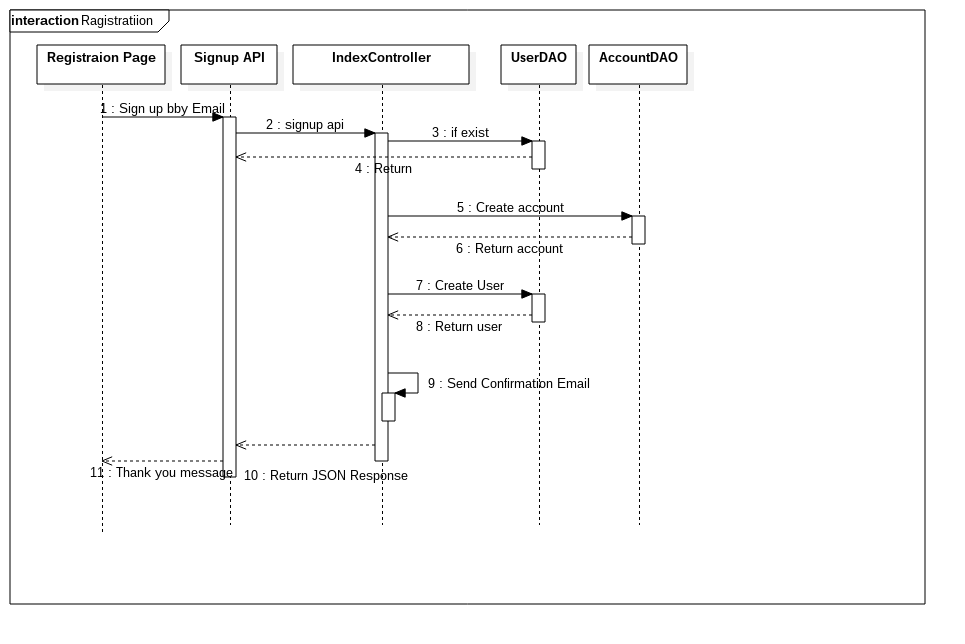 interaction Ragistratiion
Registraion Page
Signup API
IndexController
UserDAO
AccountDAO
1 : Sign up bby Email
2 : signup api
3 : if exist
4 : Return
5 : Create account
6 : Return account
7 : Create User
8 : Return user
9 : Send Confirmation Email
11 : Thank you message
10 : Return JSON Response